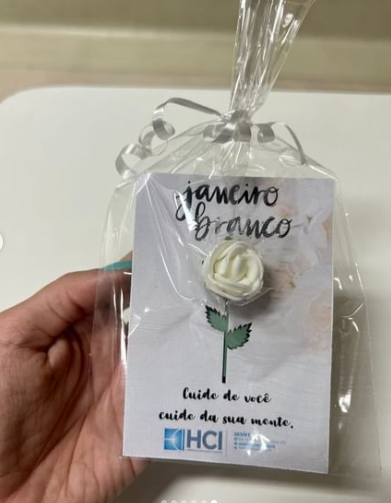 janeiro
branco
Cuide de você
cuide da sua mente.
HCI